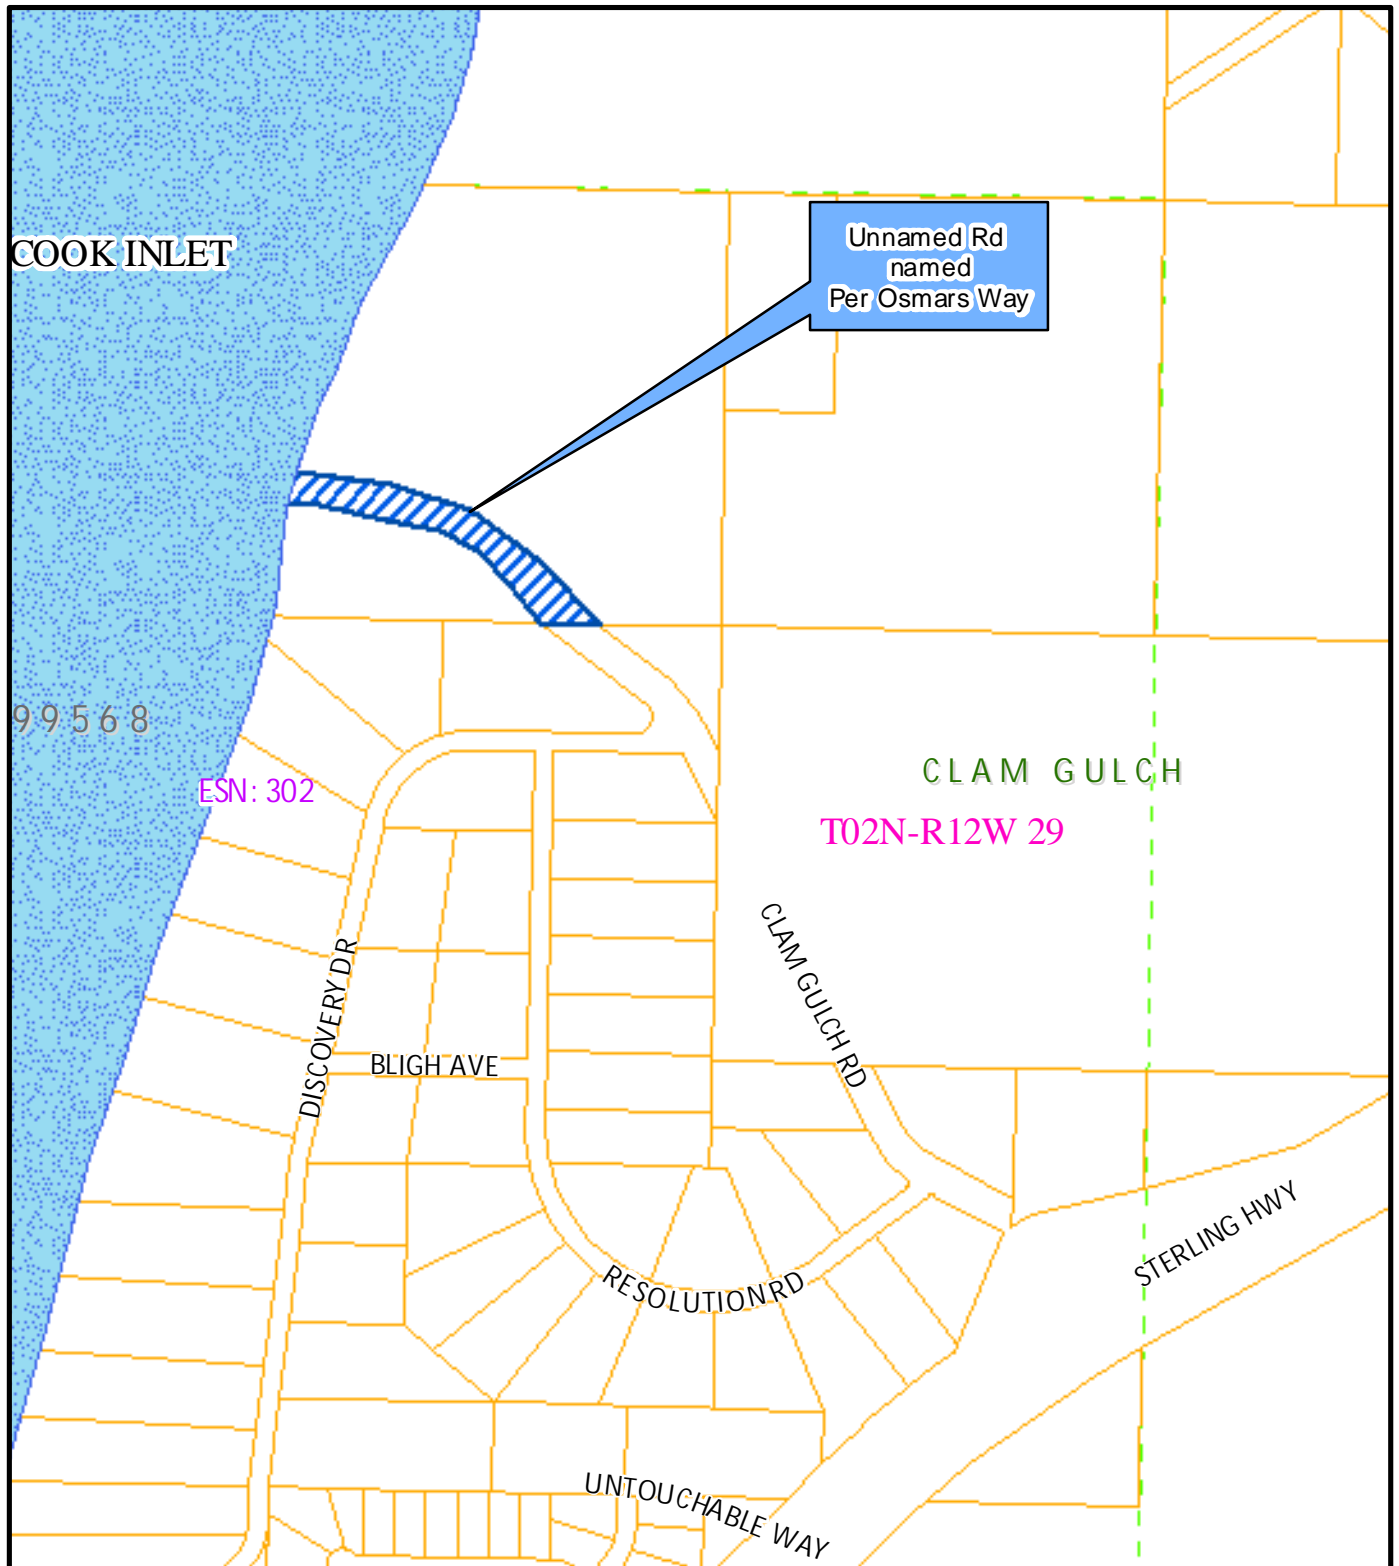 Unnamed Rd
named
Per Osmars Way
COOK INLET
99568
ESN: 302
CLAM GULCH
T02N-R12W 29
CLAM GULCH RD
DISCOVERY DR
BLIGH AVE
STERLING HWY
RESOLUTION RD
UNTOUCHABLE WAY